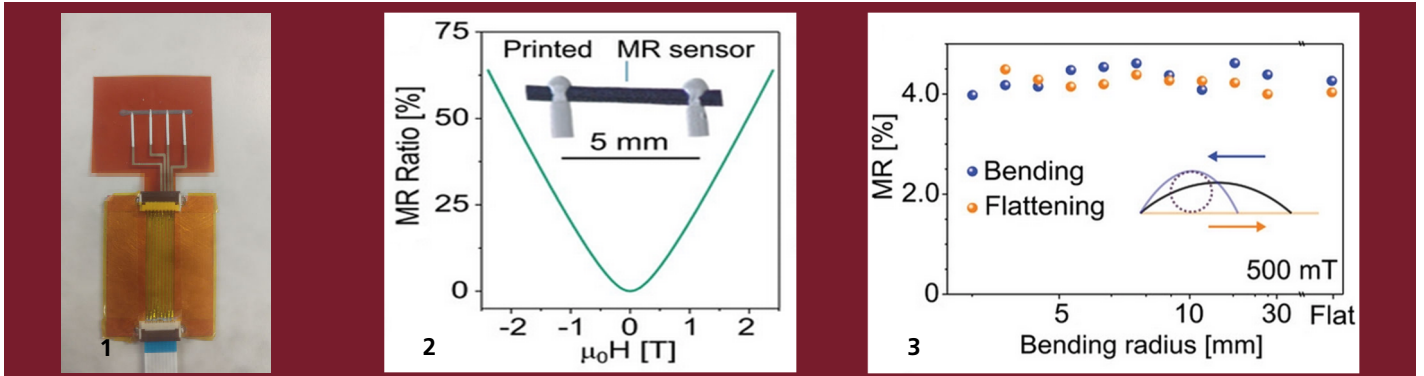 1
75
50
25
0
MR Ratio [%]
Printed MR sensor
5 mm
-2 -1 0 1 2
μ₀H [T]
2
4.0
2.0
0
MR [%]
Bending
Flattening
500 mT
5 10 30 Flat
Bending radius [mm]
3